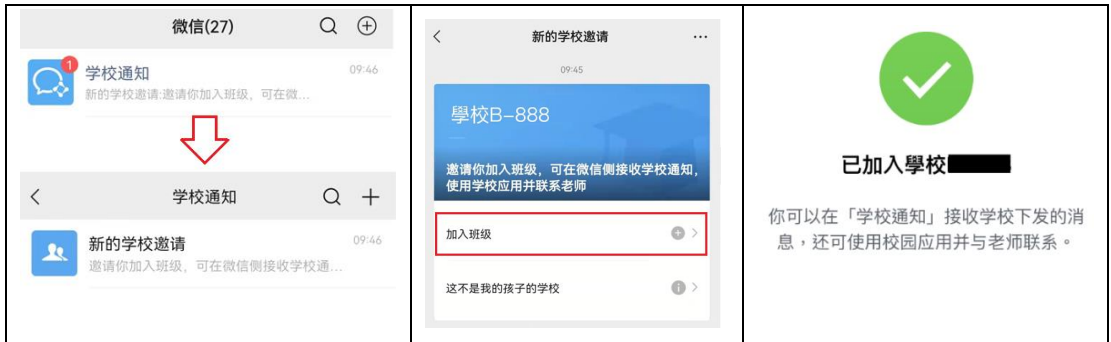 微信(27)
1
学校通知
09:46
新的学校邀请:邀请你加入班级，可在微...
学校通知
新的学校邀请
09:46
邀请你加入班级，可在微信侧接收学校通...
新的学校邀请
09:45
學校B-888
邀请你加入班级，可在微信侧接收学校通知，
使用学校应用并联系老师
加入班级
这不是我的孩子的学校
已加入學校
你可以在「学校通知」接收学校下发的消
息，还可使用校园应用并与老师联系。